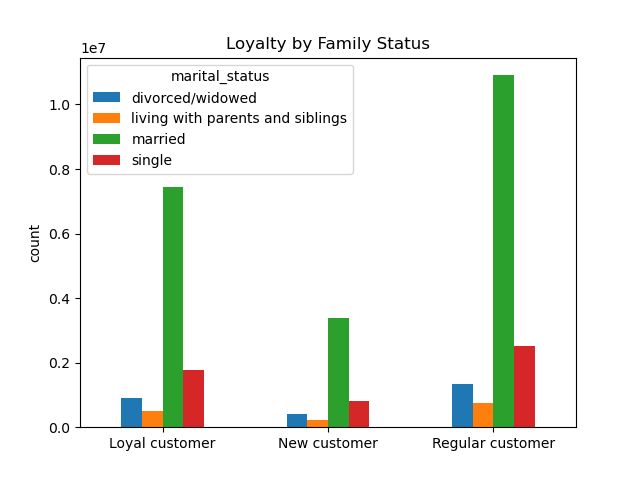 Loyalty by Family Status
1e7
marital_status
divorced/widowed
living with parents and siblings
married
single
1.0
0.8
0.6
0.4
0.2
0.0
count
Loyal customer
New customer
Regular customer